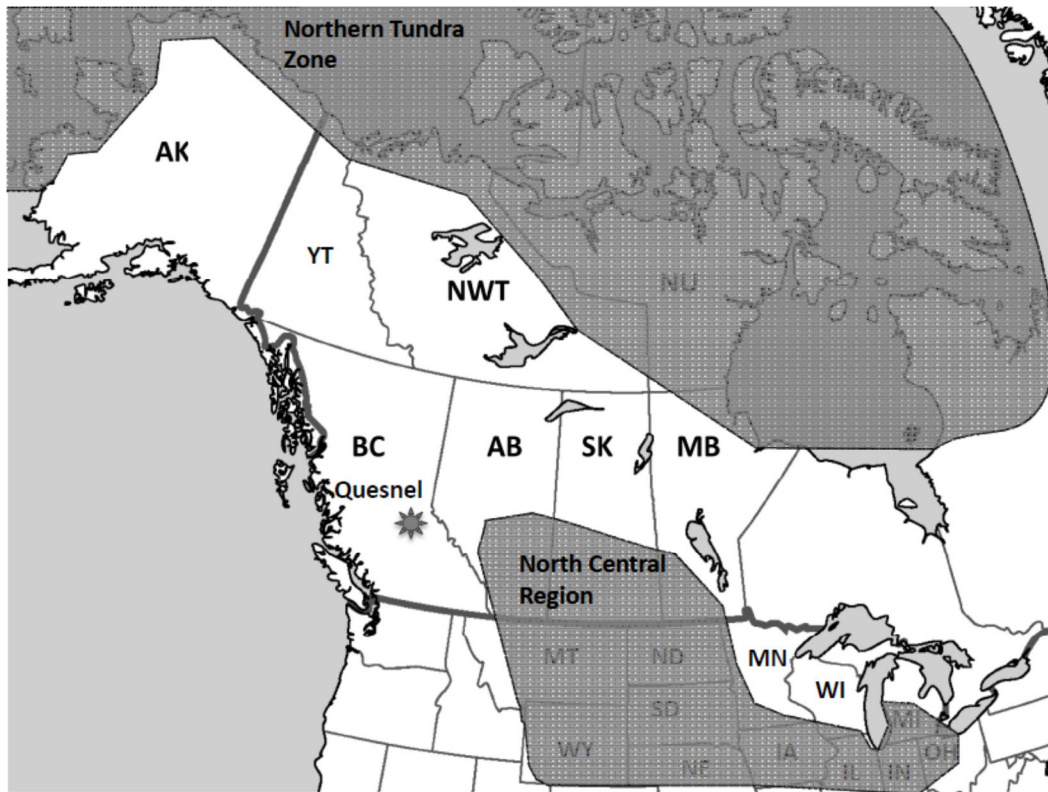 Northern Tundra
Zone
AK
YT
NWT
NU
BC
AB
SK
MB
Quesnel
North Central
Region
MT
ND
MN
WI
SD
MI
WY
NE
IA
IL
IN
OH